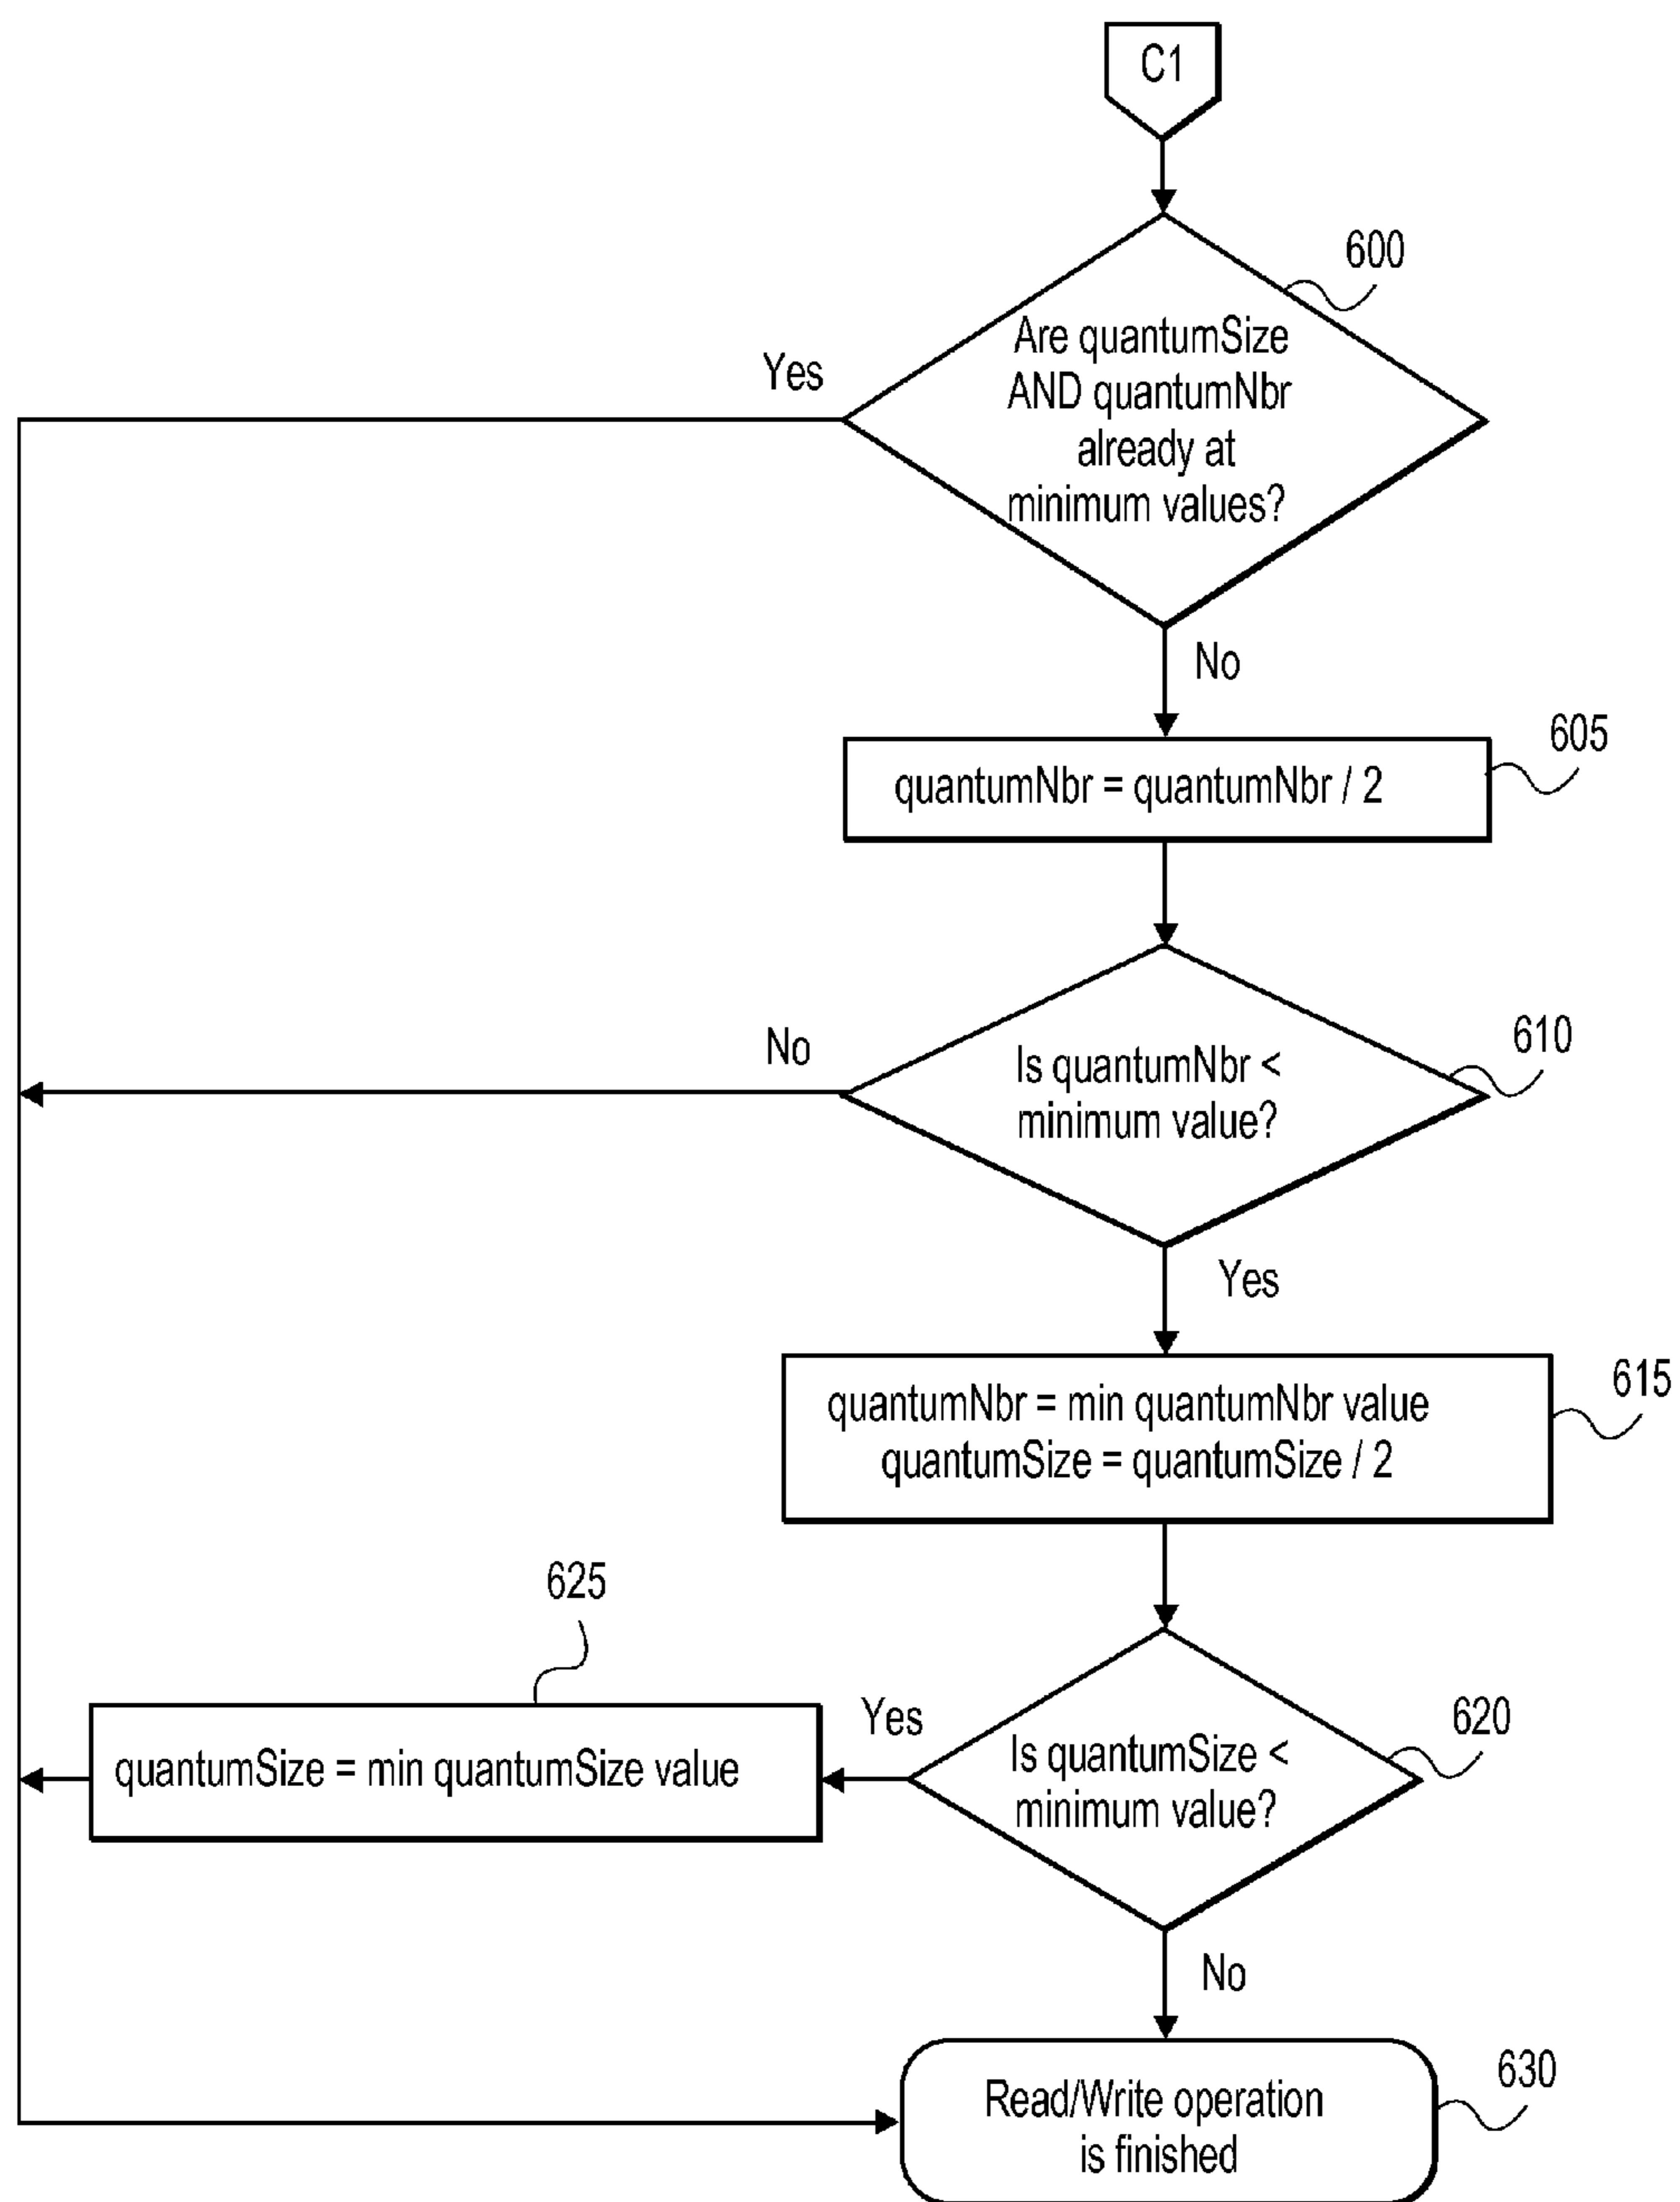 C1
600
Are quantumSize
AND quantumNbr
already at
minimum values?
Yes
No
605
quantumNbr = quantumNbr / 2
610
Is quantumNbr <
minimum value?
No
Yes
615
quantumNbr = min quantumNbr value
quantumSize = quantumSize / 2
620
Is quantumSize <
minimum value?
Yes
625
quantumSize = min quantumSize value
No
630
Read/Write operation
is finished